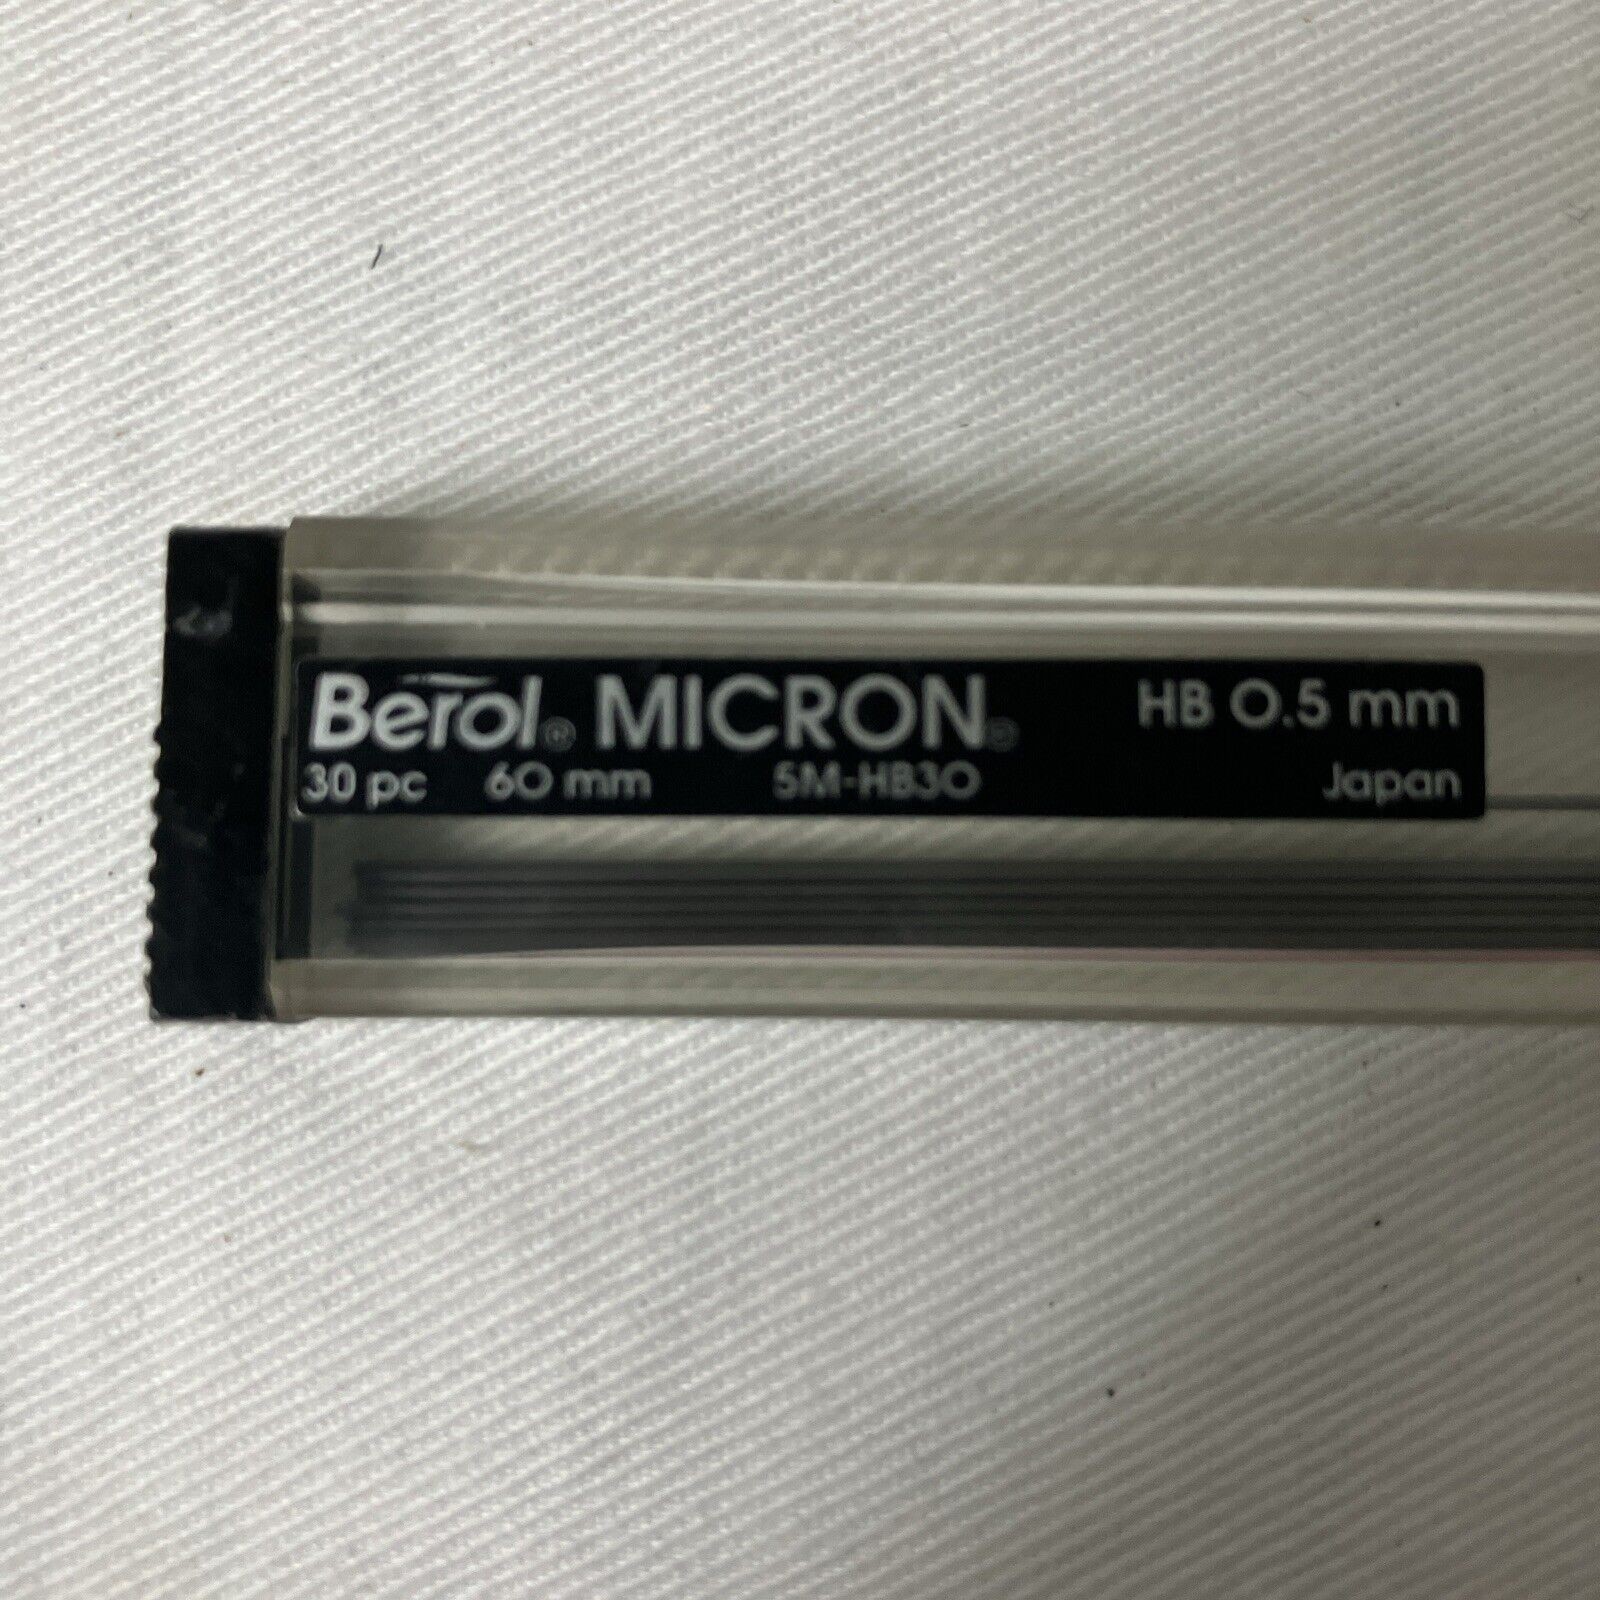 Berol® MICRON® HB 0.5 mm
30 pc 60 mm 5M-HB30 Japan